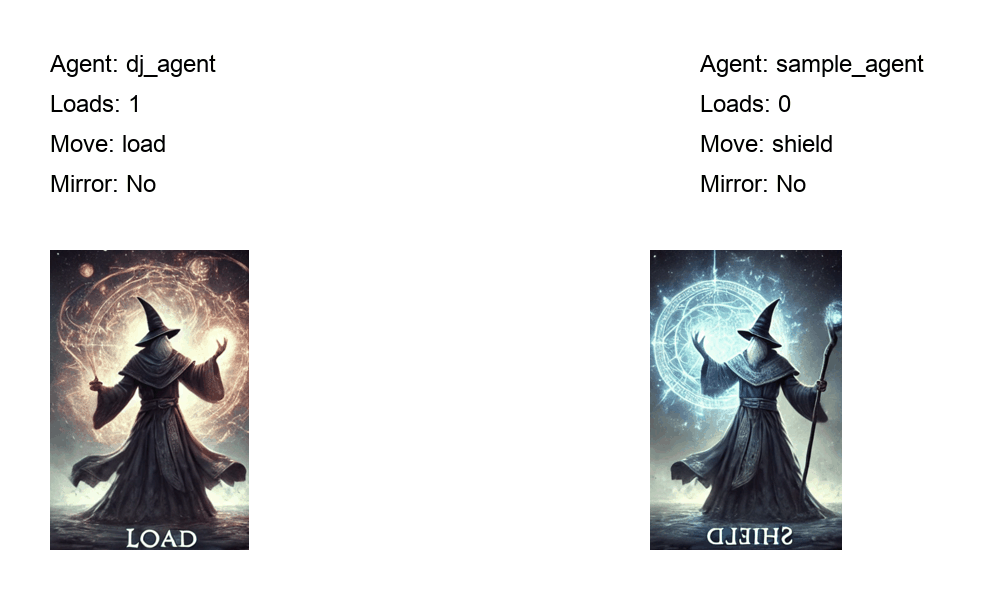 Agent: dj_agent
Loads: 1
Move: load
Mirror: No
Agent: sample_agent
Loads: 0
Move: shield
Mirror: No
LOAD
SHIELD